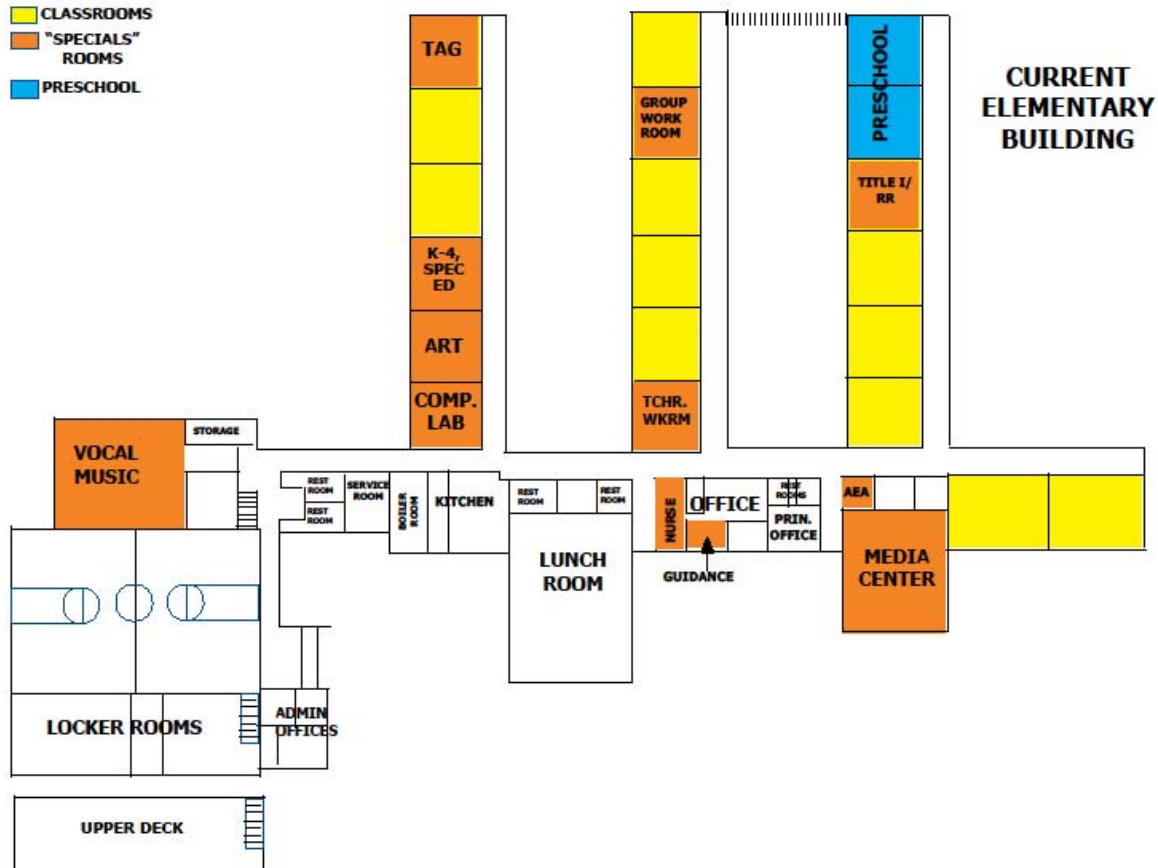 CLASSROOMS
"SPECIALS"
ROOMS
PRESCHOOL
CURRENT
ELEMENTARY
BUILDING
TAG
K-4,
SPEC
ED
ART
COMP.
LAB
GROUP
WORK
ROOM
TCHR.
WKRM
PRESCHOOL
TITLE I/
RR
VOCAL
MUSIC
STORAGE
REST
ROOM
REST
ROOM
SERVICE
ROOM
BOILER
ROOM
KITCHEN
REST
ROOM
REST
ROOM
LUNCH
ROOM
NURSE
OFFICE
GUIDANCE
REST
ROOMS
PRIN.
OFFICE
AEA
MEDIA
CENTER
LOCKER ROOMS
ADMIN
OFFICES
UPPER DECK